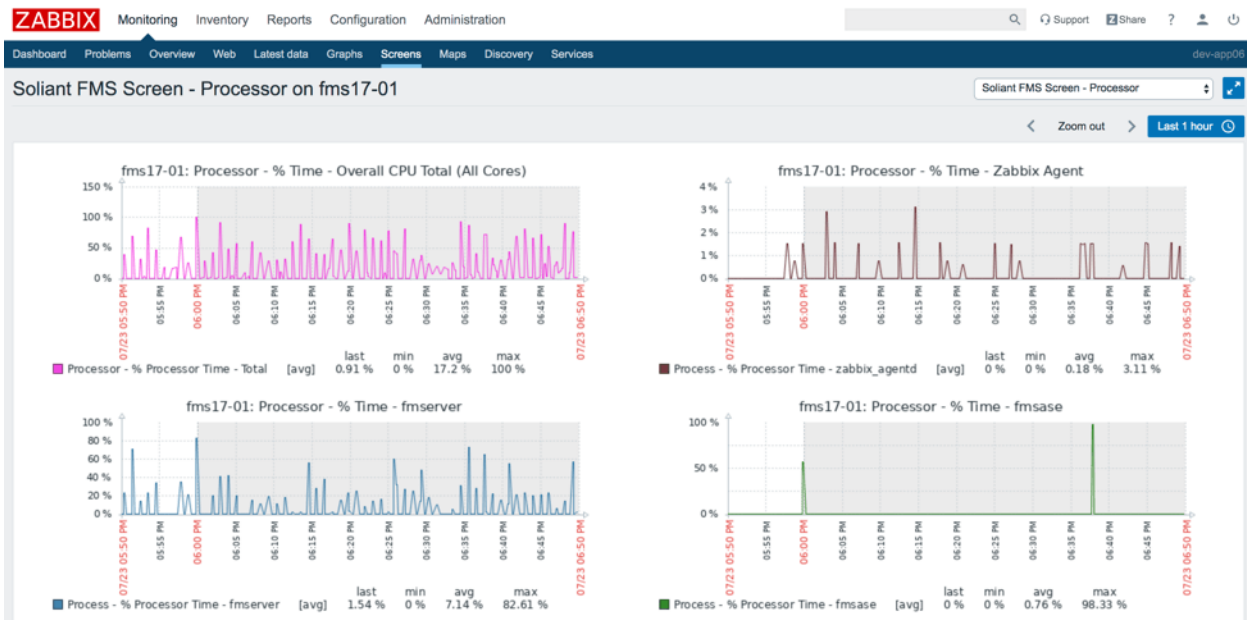 ZABBIX Monitoring Inventory Reports Configuration Administration Support Z Share ?
Dashboard Problems Overview Web Latest data Graphs Screens Maps Discovery Services dev-app06
Soliant FMS Screen - Processor on fms17-01 Soliant FMS Screen - Processor
Zoom out Last 1 hour
fms17-01: Processor - % Time - Overall CPU Total (All Cores)
150 %
100 %
50 %
0 %
07/23 05:50 PM 05:55 PM 06:00 PM 06:05 PM 06:10 PM 06:15 PM 06:20 PM 06:25 PM 06:30 PM 06:35 PM 06:40 PM 06:45 PM 07/23 06:50 PM
last min avg max
Processor - % Processor Time - Total [avg] 0.91 % 0 % 17.2 % 100 %
fms17-01: Processor - % Time - Zabbix Agent
4 %
3 %
2 %
1 %
0 %
07/23 05:50 PM 05:55 PM 06:00 PM 06:05 PM 06:10 PM 06:15 PM 06:20 PM 06:25 PM 06:30 PM 06:35 PM 06:40 PM 06:45 PM 07/23 06:50 PM
last min avg max
Process - % Processor Time - zabbix_agentd [avg] 0 % 0 % 0.18 % 3.11 %
fms17-01: Processor - % Time - fmserver
100 %
80 %
60 %
40 %
20 %
0 %
07/23 05:50 PM 05:55 PM 06:00 PM 06:05 PM 06:10 PM 06:15 PM 06:20 PM 06:25 PM 06:30 PM 06:35 PM 06:40 PM 06:45 PM 07/23 06:50 PM
last min avg max
Process - % Processor Time - fmserver [avg] 1.54 % 0 % 7.14 % 82.61 %
fms17-01: Processor - % Time - fmsase
100 %
50 %
0 %
07/23 05:50 PM 05:55 PM 06:00 PM 06:05 PM 06:10 PM 06:15 PM 06:20 PM 06:25 PM 06:30 PM 06:35 PM 06:40 PM 06:45 PM 07/23 06:50 PM
last min avg max
Process - % Processor Time - fmsase [avg] 0 % 0 % 0.76 % 98.33 %